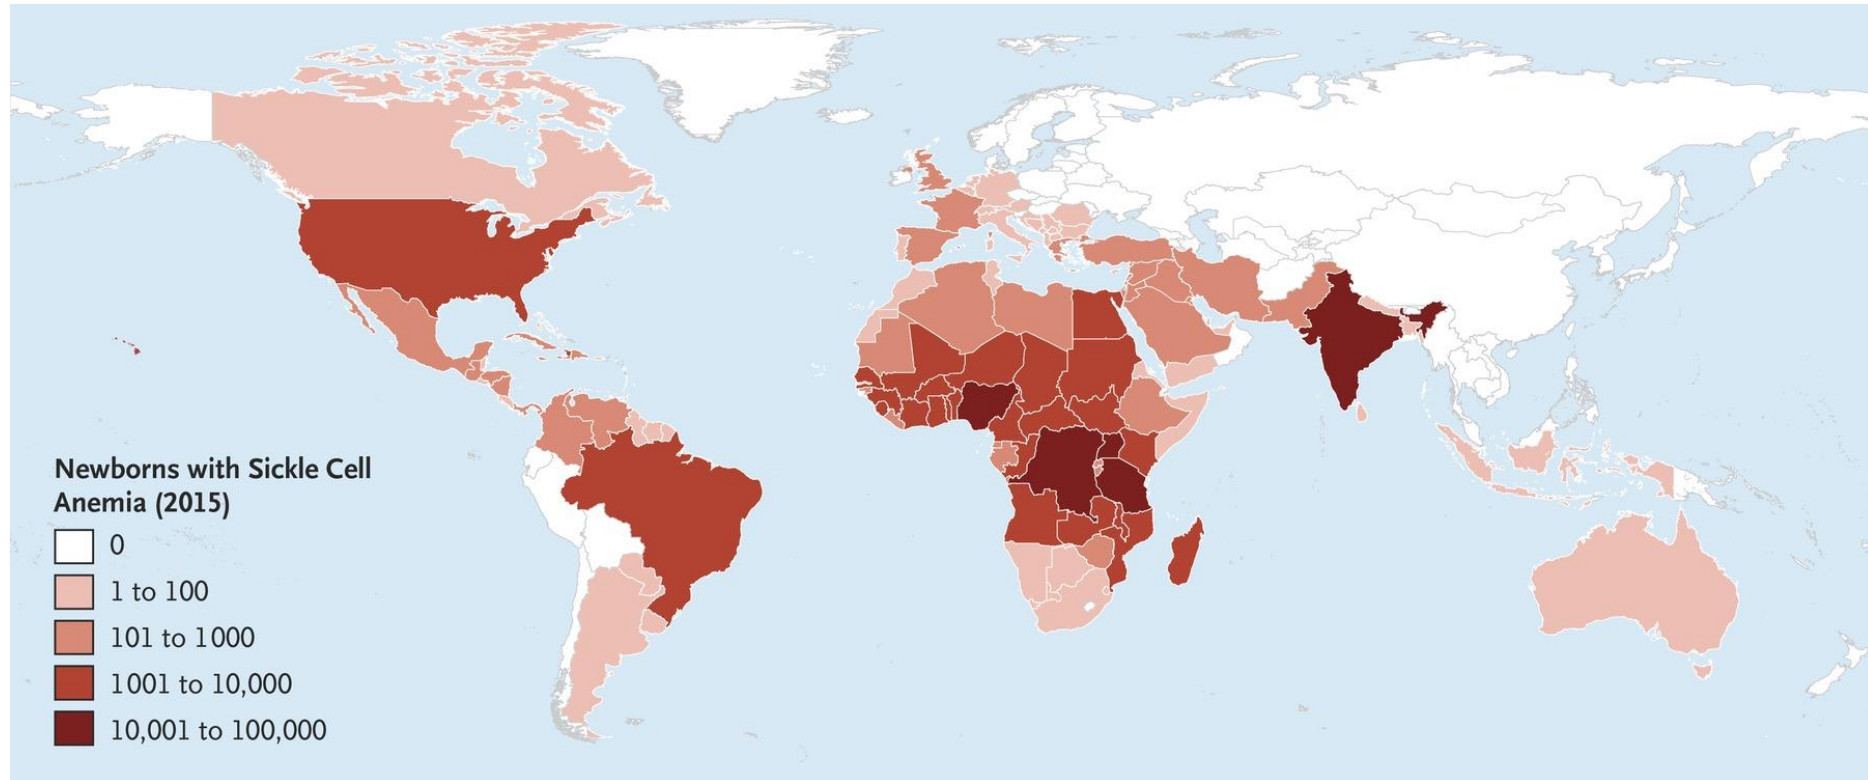 Newborns with Sickle Cell
Anemia (2015)
0
1 to 100
101 to 1000
1001 to 10,000
10,001 to 100,000